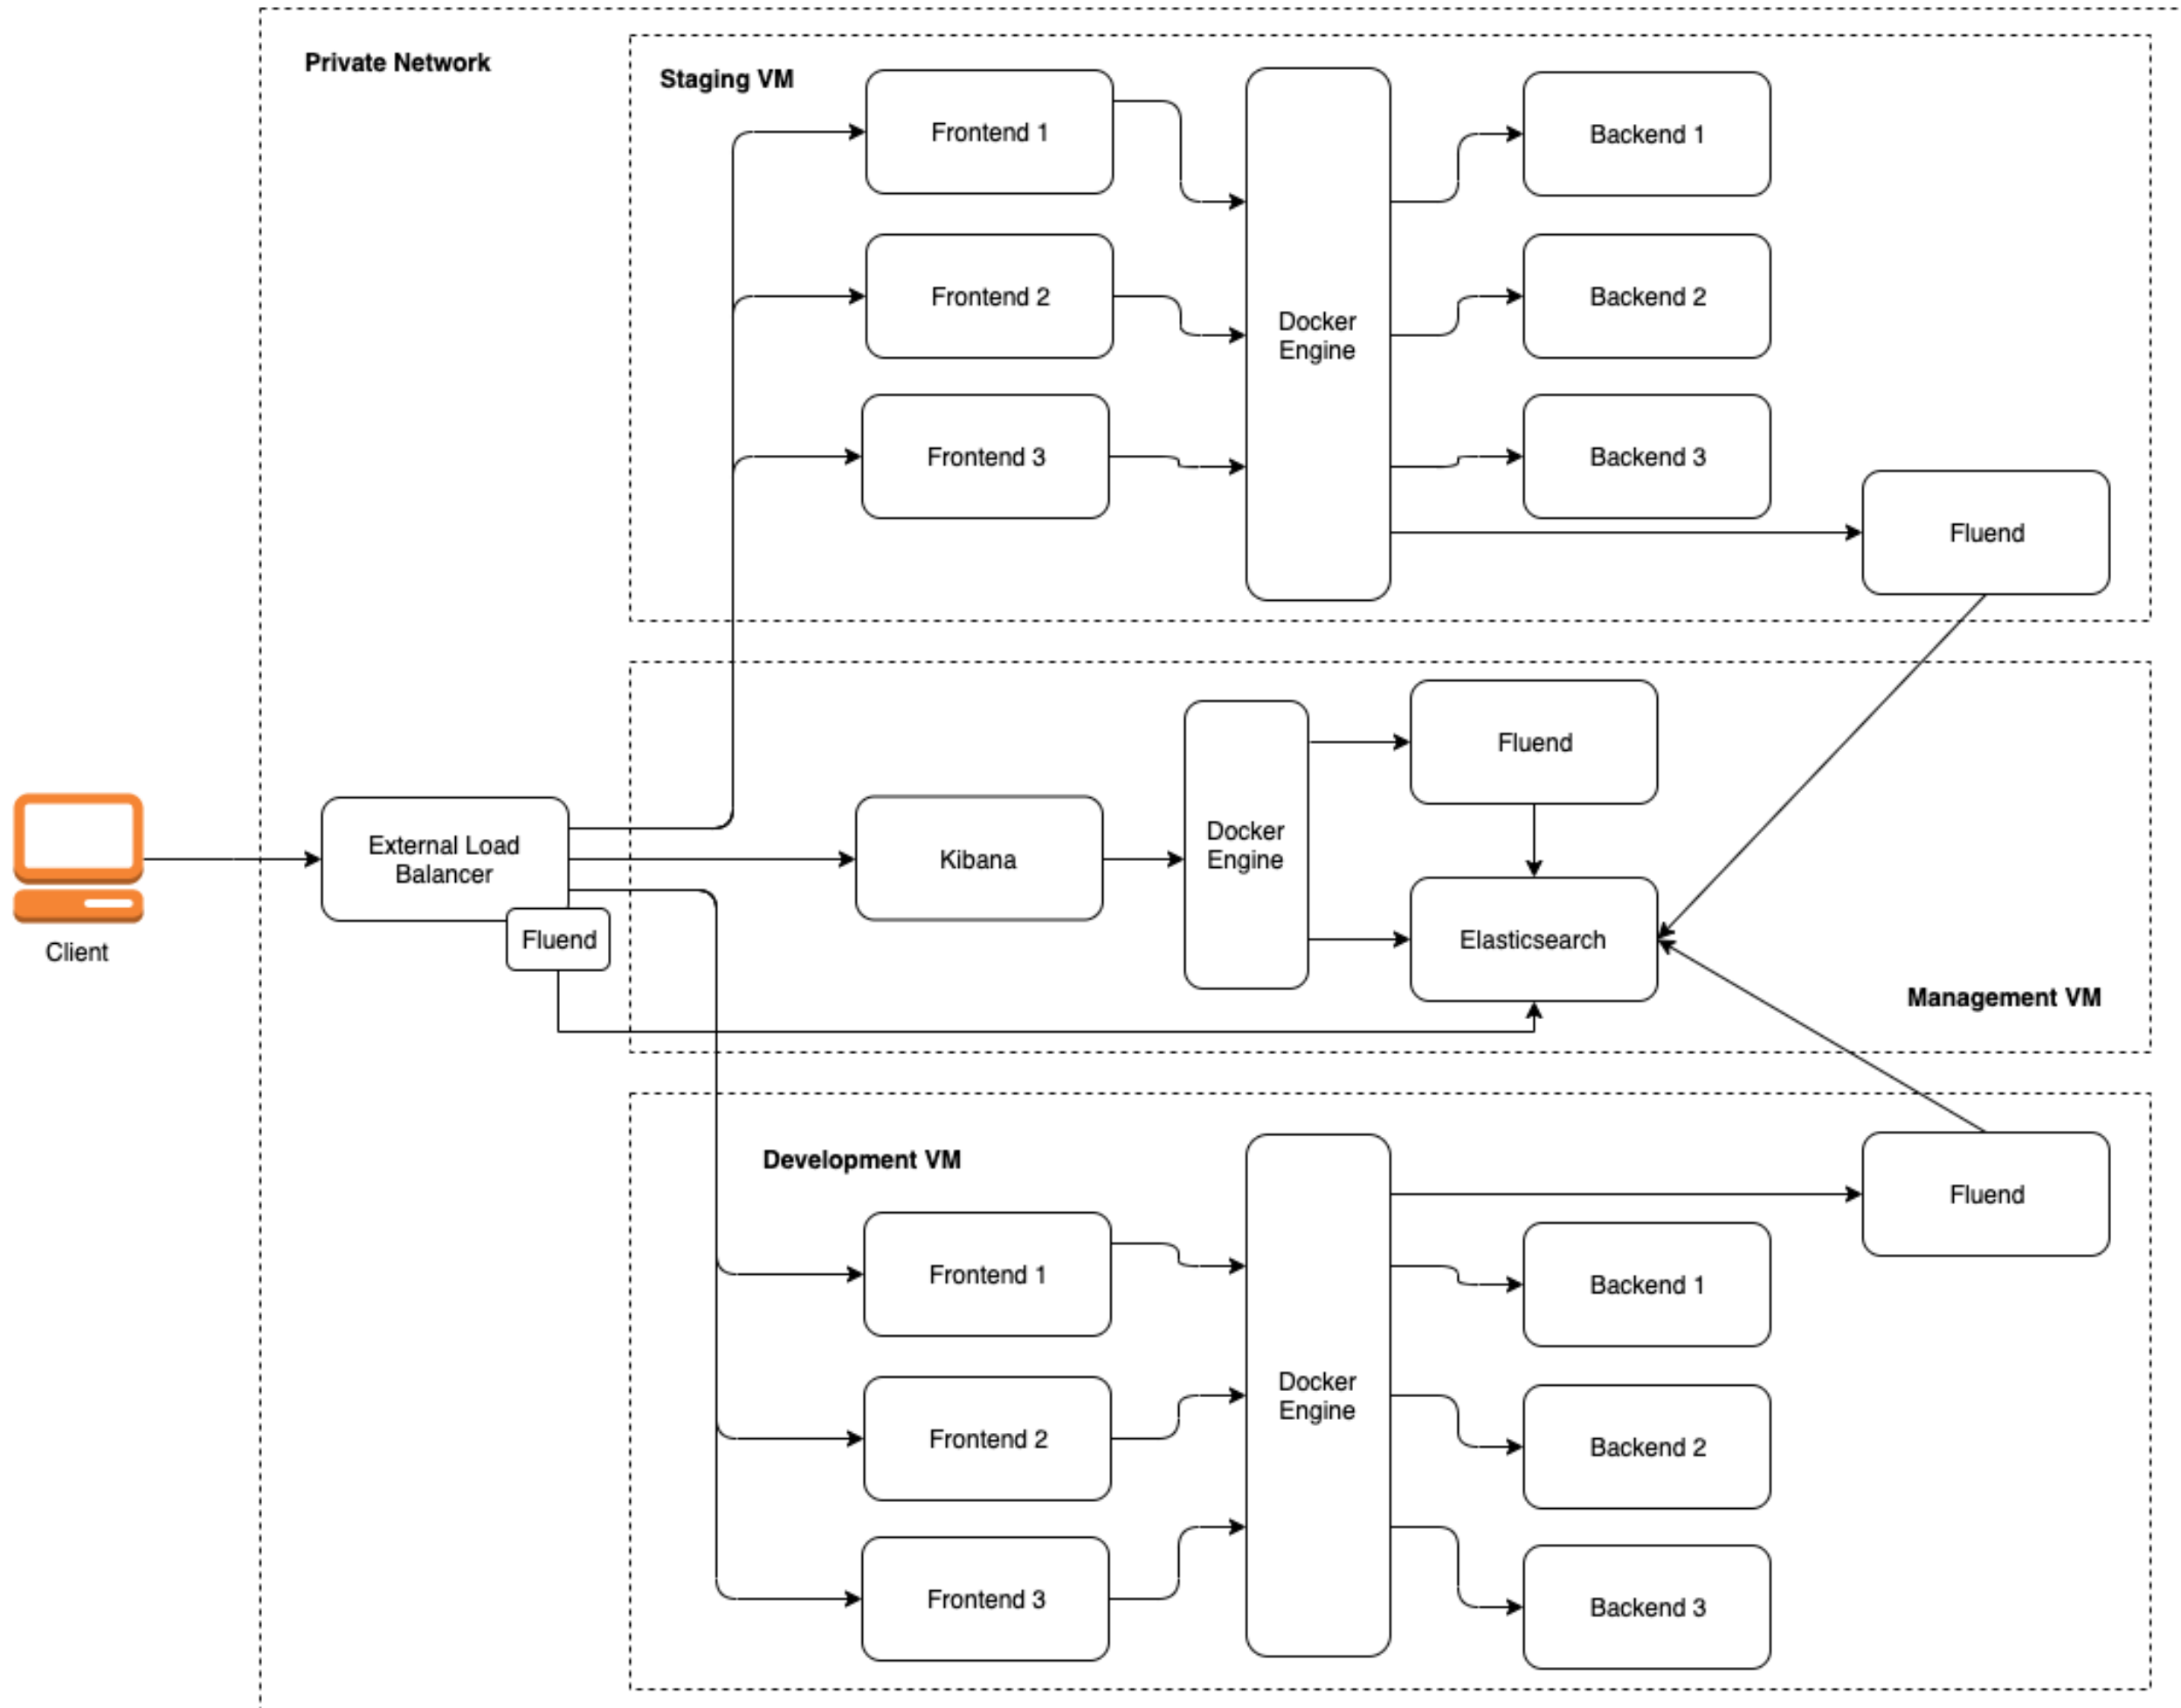 Private Network
Staging VM
Frontend 1
Backend 1
Frontend 2
Backend 2
Docker
Engine
Frontend 3
Backend 3
Fluend
Fluend
Docker
Engine
External Load
Balancer
Kibana
Fluend
Elasticsearch
Client
Management VM
Development VM
Fluend
Frontend 1
Backend 1
Docker
Engine
Frontend 2
Backend 2
Frontend 3
Backend 3